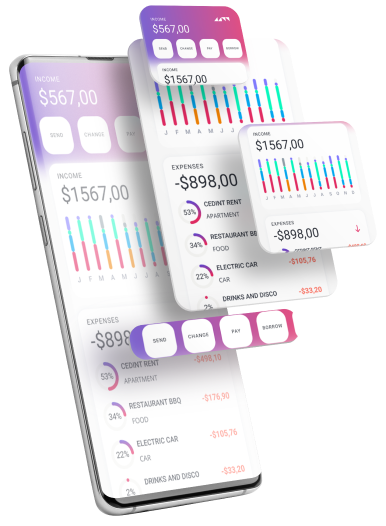 INCOME
$567,00
SEND
CHANGE
PAY
BORROW
INCOME
$1567,00
J F M A M J J
EXPENSES
-$898,00
53%
CEDINT RENT
APARTMENT
34%
RESTAURANT BB
FOOD
22%
ELECTRIC CAR
CAR
-$105,76
2%
DRINKS AND DISCO
-$33,20
INCOME
$1567,00
J F M A M J J A S O N D
EXPENSES
-$898,00
SEND
CHANGE
PAY
BORROW
INCOME
$567,00
SEND
CHANGE
PAY
INCOME
$1567,00
J F M A M J J A
EXPENSES
-$898
53%
CEDINT RENT
APARTMENT
-$498,10
34%
RESTAURANT BBQ
FOOD
-$176,90
22%
ELECTRIC CAR
CAR
-$105,76
2%
DRINKS AND DISCO
-$33,20